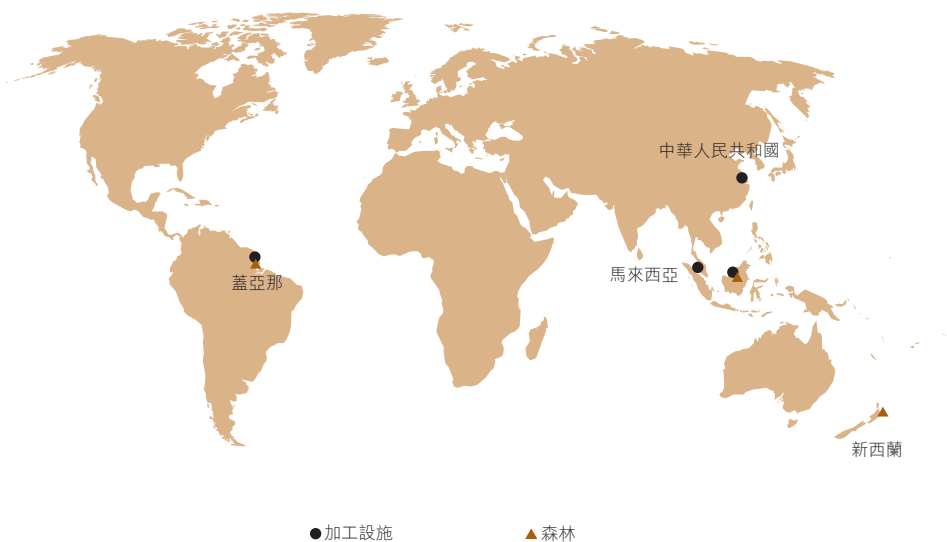 中華人民共和國
馬來西亞
蓋亞那
新西蘭
加工設施
森林